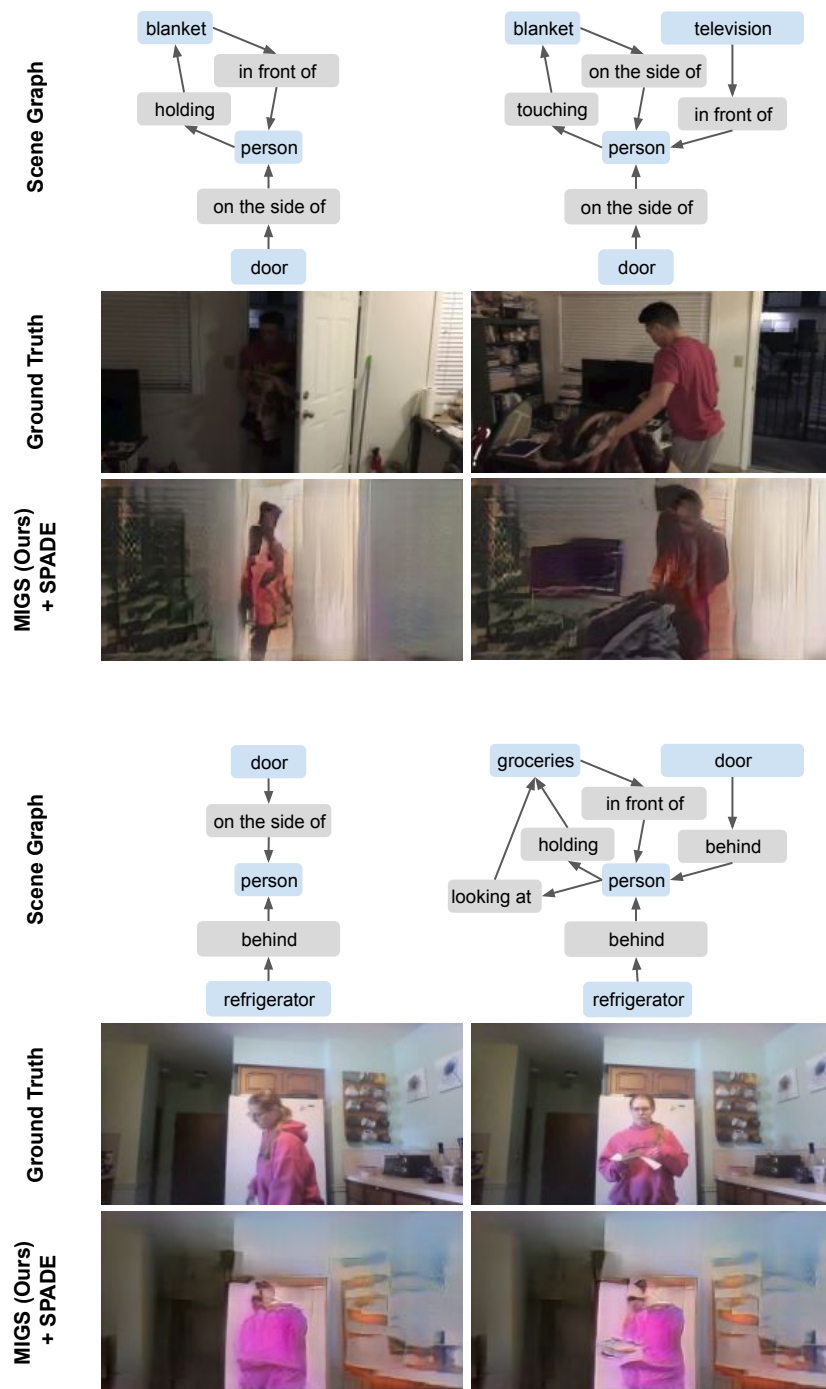 Scene Graph
blanket
in front of
holding
person
on the side of
door
blanket
television
on the side of
touching
in front of
person
on the side of
door
Ground Truth
MIGS (Ours)
+ SPADE
Scene Graph
door
on the side of
person
behind
refrigerator
groceries
door
in front of
holding
behind
looking at
person
behind
refrigerator
Ground Truth
MIGS (Ours)
+ SPADE